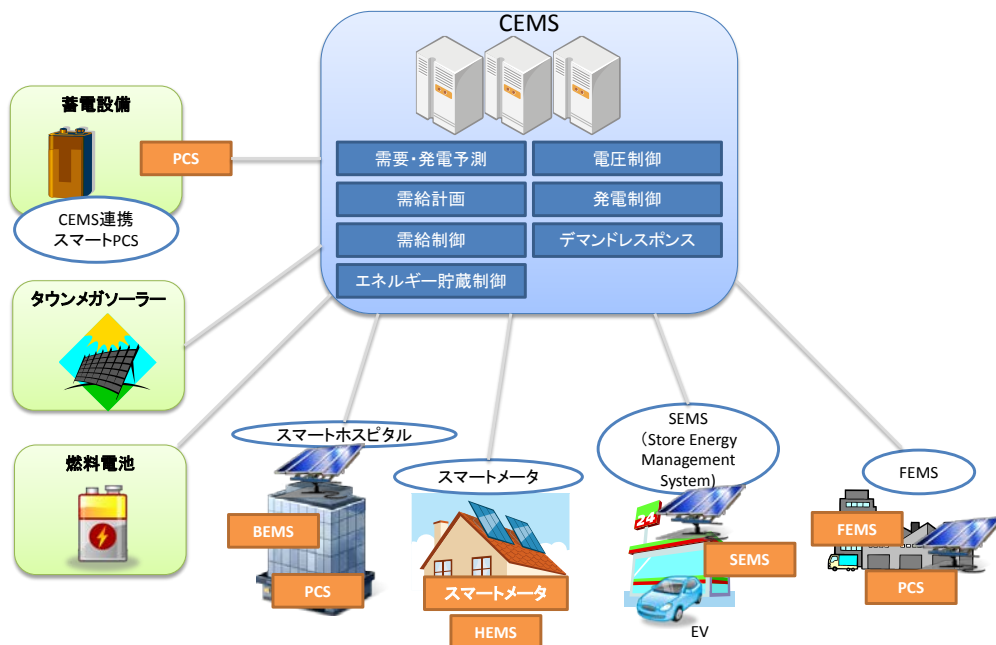 CEMS
需要・発電予測
電圧制御
需給計画
発電制御
需給制御
デマンドレスポンス
エネルギー貯蔵制御
蓄電設備
PCS
CEMS連携
スマートPCS
タウンメガソーラー
燃料電池
スマートホスピタル
BEMS
PCS
スマートメータ
スマートメータ
HEMS
SEMS
(Store Energy
Management
System)
24
SEMS
EV
FEMS
FEMS
PCS